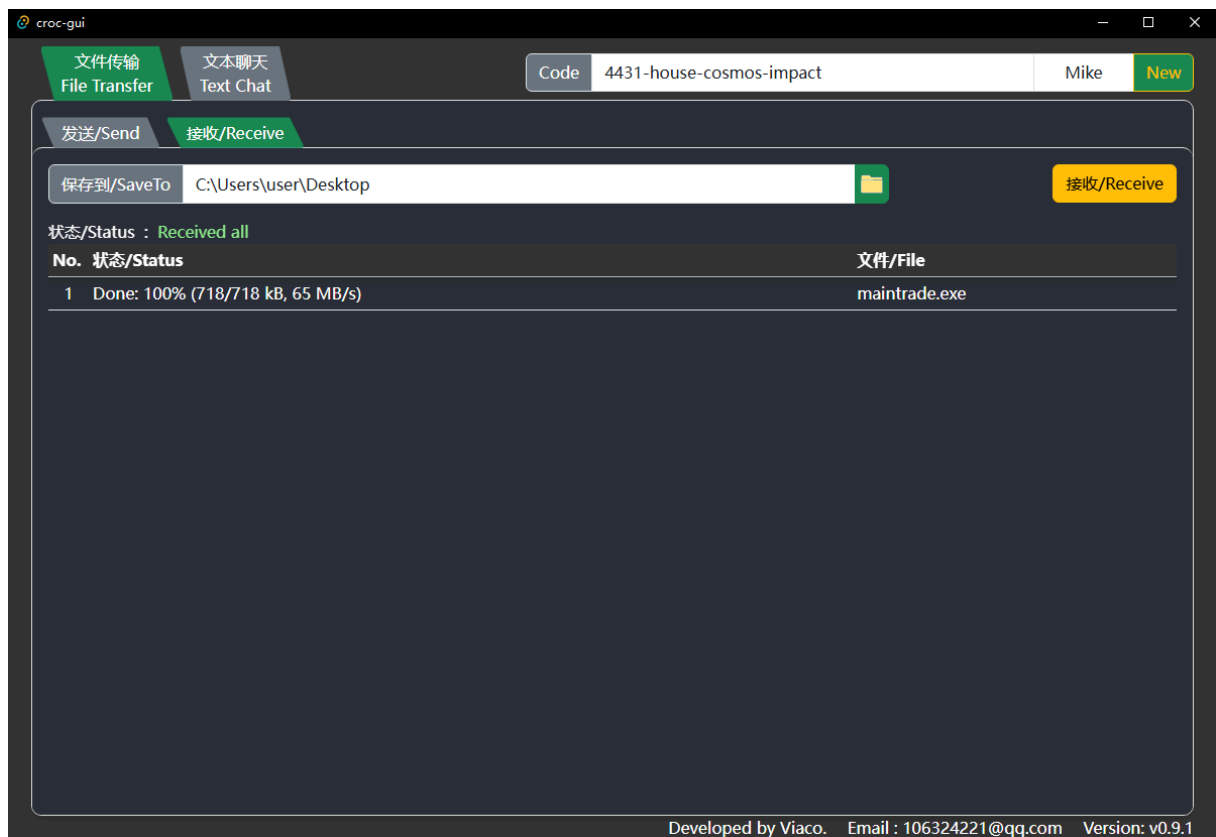 croc-gui
文件传输
File Transfer
文本聊天
Text Chat
Code 4431-house-cosmos-impact Mike New
发送/Send 接收/Receive
保存到/SaveTo C:\Users\user\Desktop 接收/Receive
状态/Status : Received all
No. 状态/Status 文件/File
1 Done: 100% (718/718 kB, 65 MB/s) maintrade.exe
Developed by Viaco. Email : 106324221@qq.com Version: v0.9.1